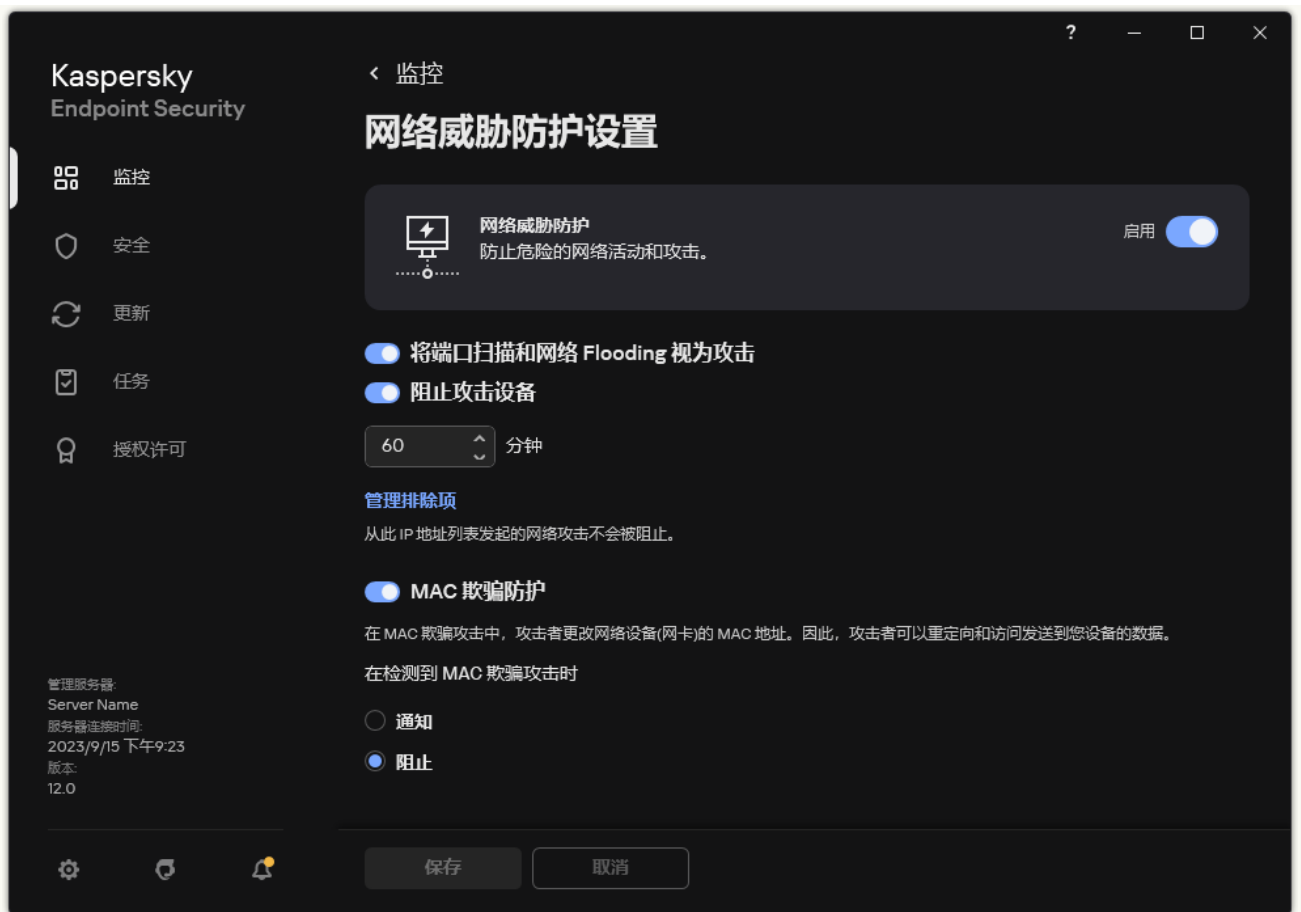 ?
Kaspersky
Endpoint Security
监控
安全
更新
任务
授权许可
管理服务器:
Server Name
服务器连接时间:
2023/9/15 下午9:23
版本:
12.0
监控
网络威胁防护设置
网络威胁防护
防止危险的网络活动和攻击。
启用
将端口扫描和网络 Flooding 视为攻击
阻止攻击设备
60 分钟
管理排除项
从此 IP 地址列表发起的网络攻击不会被阻止。
MAC 欺骗防护
在 MAC 欺骗攻击中，攻击者更改网络设备(网卡)的 MAC 地址。因此，攻击者可以重定向和访问发送到您设备的数据。
在检测到 MAC 欺骗攻击时
通知
阻止
保存 取消